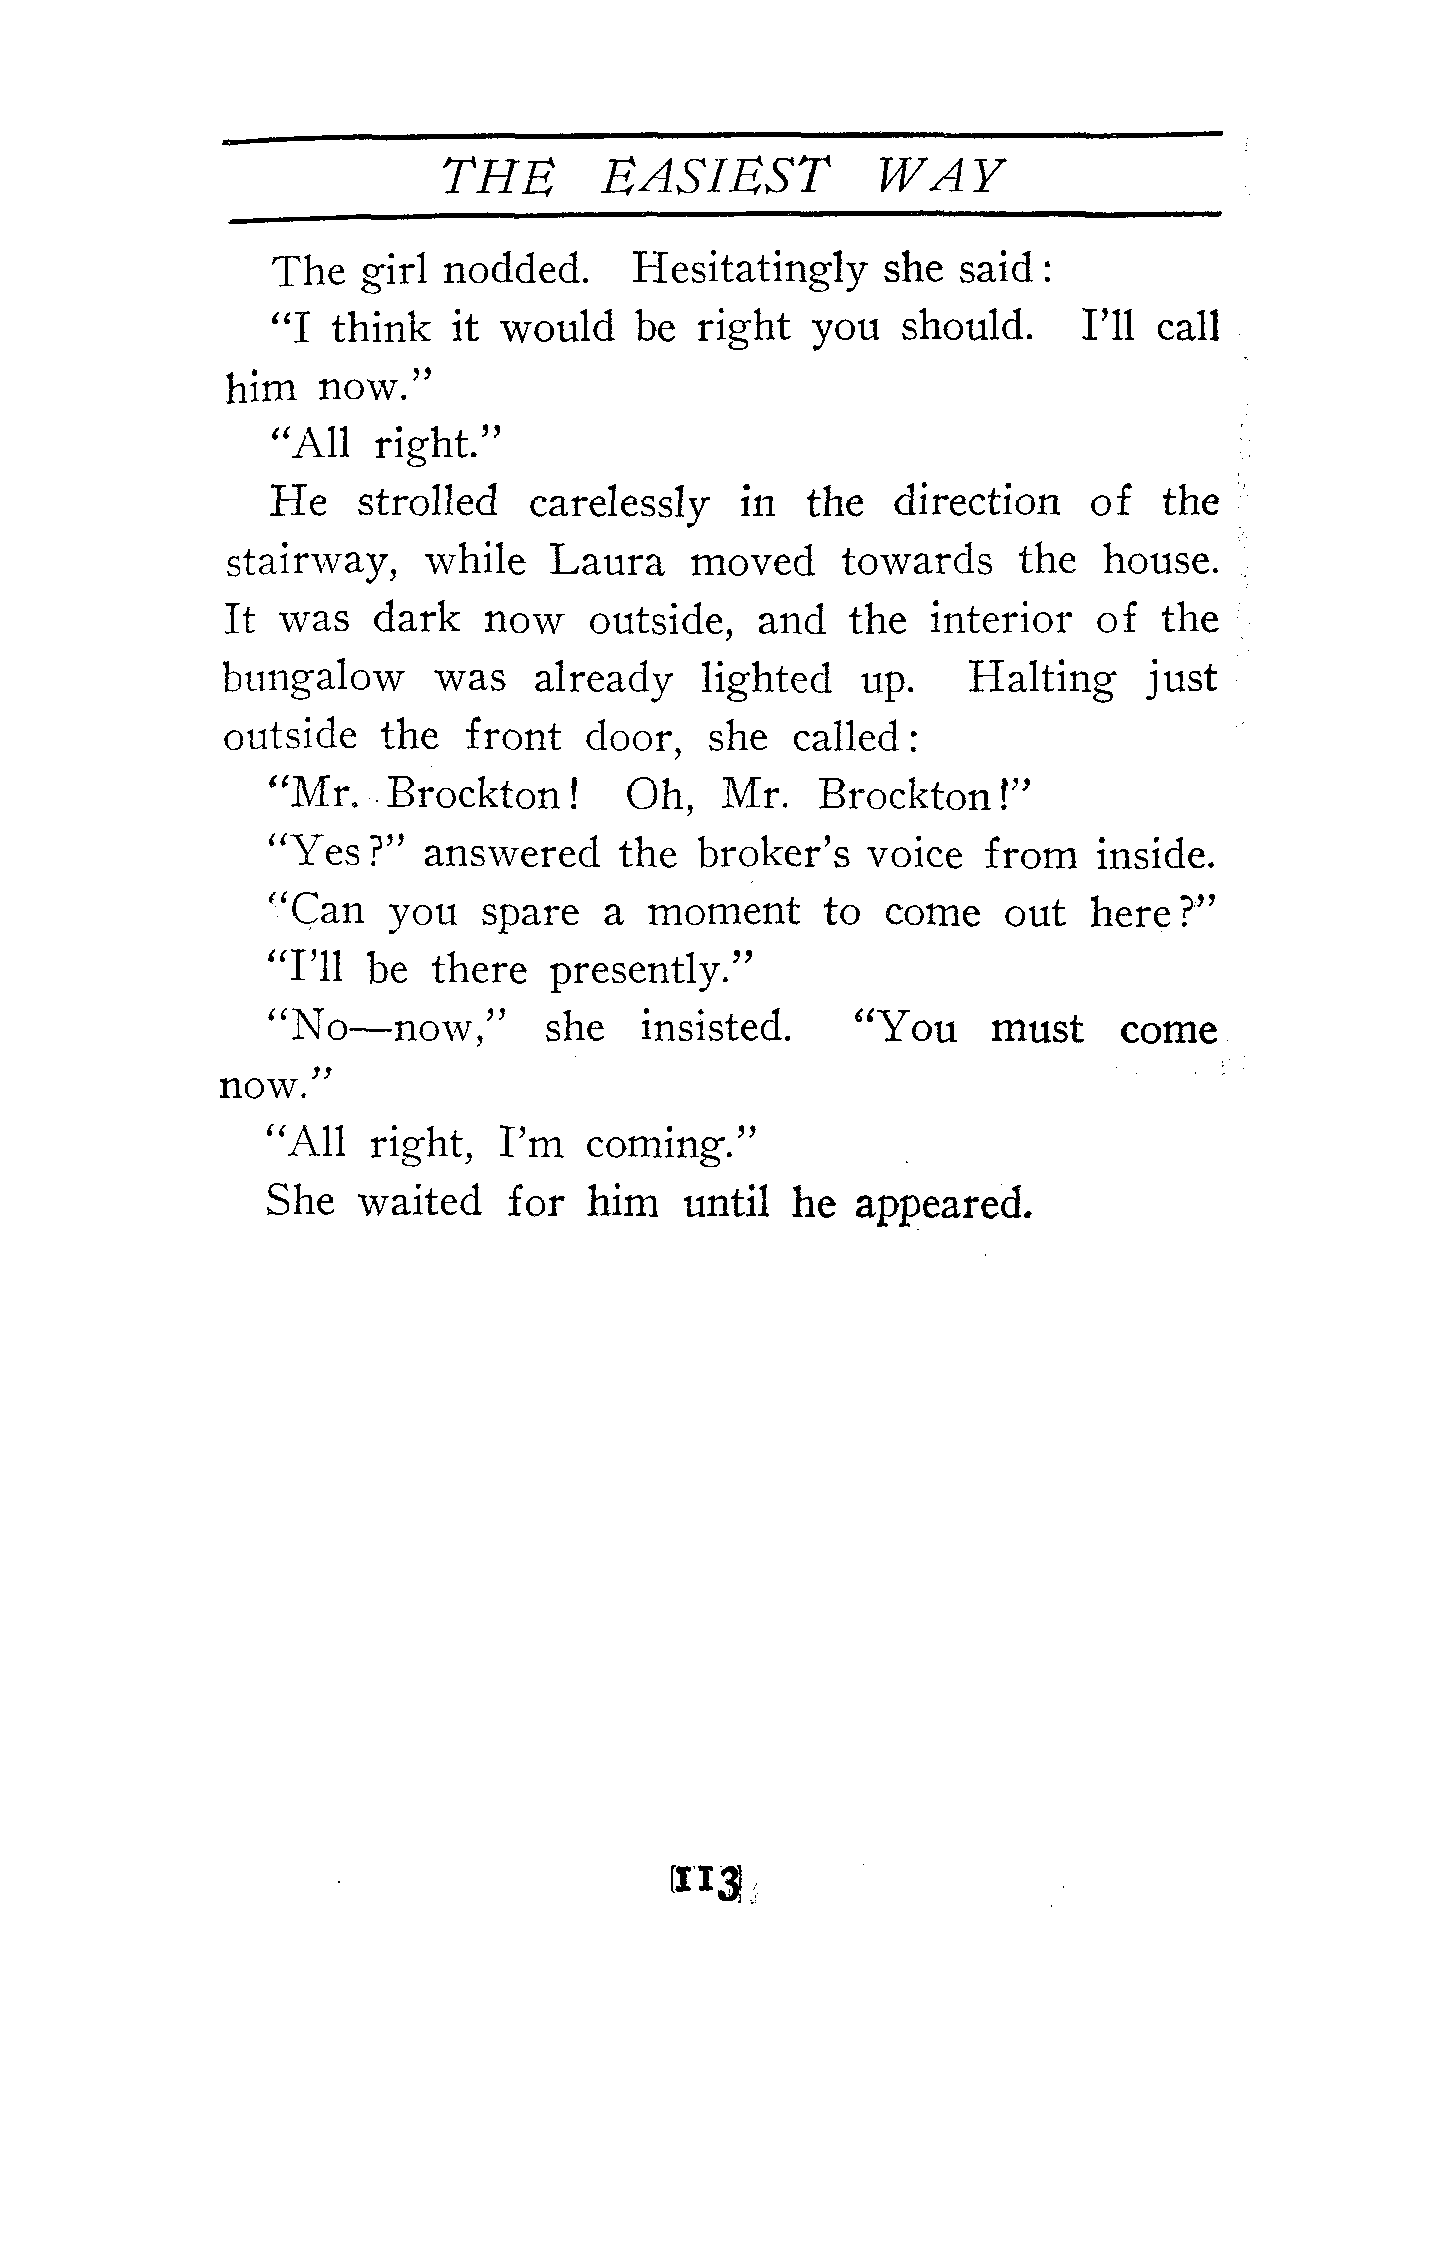 THE EASIEST WAY
The girl nodded. Hesitatingly she said:
"I think it would be right you should. I'll call
him now."
"All right."
He strolled carelessly in the direction of the
stairway, while Laura moved towards the house.
It was dark now outside, and the interior of the
bungalow was already lighted up. Halting just
outside the front door, she called:
"Mr. Brockton! Oh, Mr. Brockton!"
"Yes?" answered the broker's voice from inside.
"Can you spare a moment to come out here?"
"I'll be there presently."
"No—now," she insisted. "You must come
now."
"All right, I'm coming."
She waited for him until he appeared.
[113]